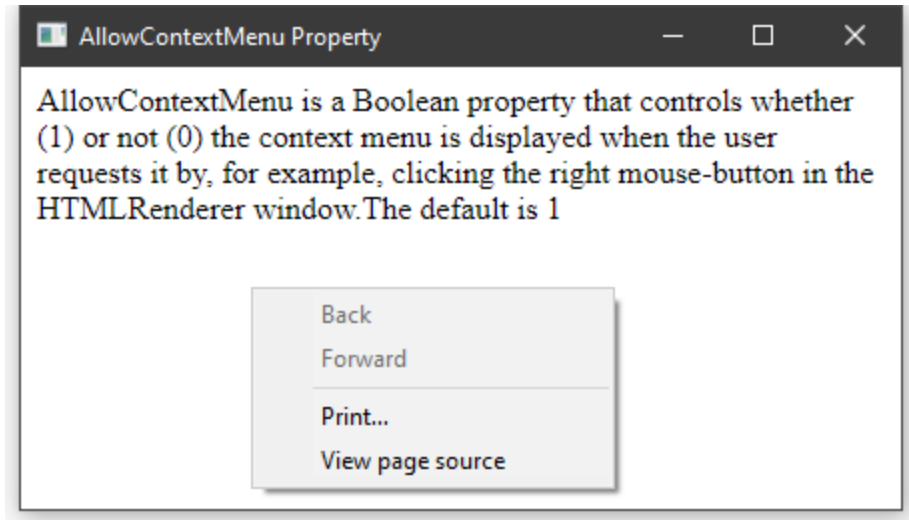 AllowContextMenu Property
AllowContextMenu is a Boolean property that controls whether
(1) or not (0) the context menu is displayed when the user
requests it by, for example, clicking the right mouse-button in the
HTMLRenderer window.The default is 1
Back
Forward
Print...
View page source